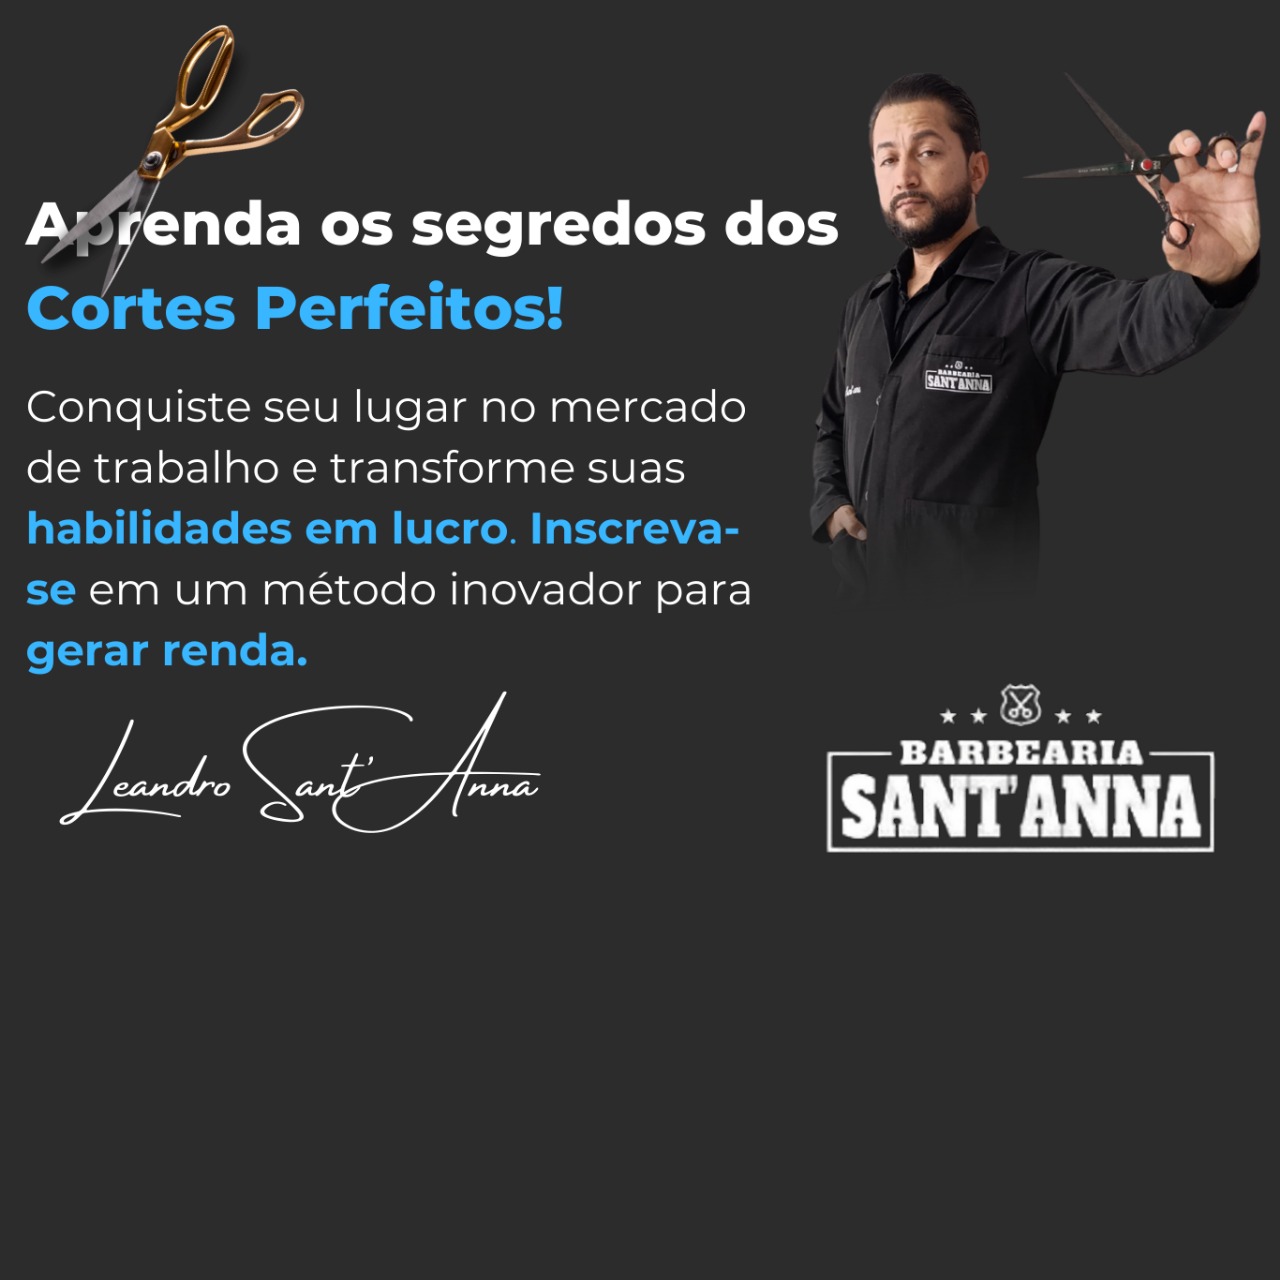 Aprenda os segredos dos
Cortes Perfeitos!
Conquiste seu lugar no mercado
de trabalho e transforme suas
habilidades em lucro. Inscreva-
se em um método inovador para
gerar renda.
Leandro Sant'Anna
BARBEARIA
SANT'ANNA
BARBEARIA
SANT'ANNA